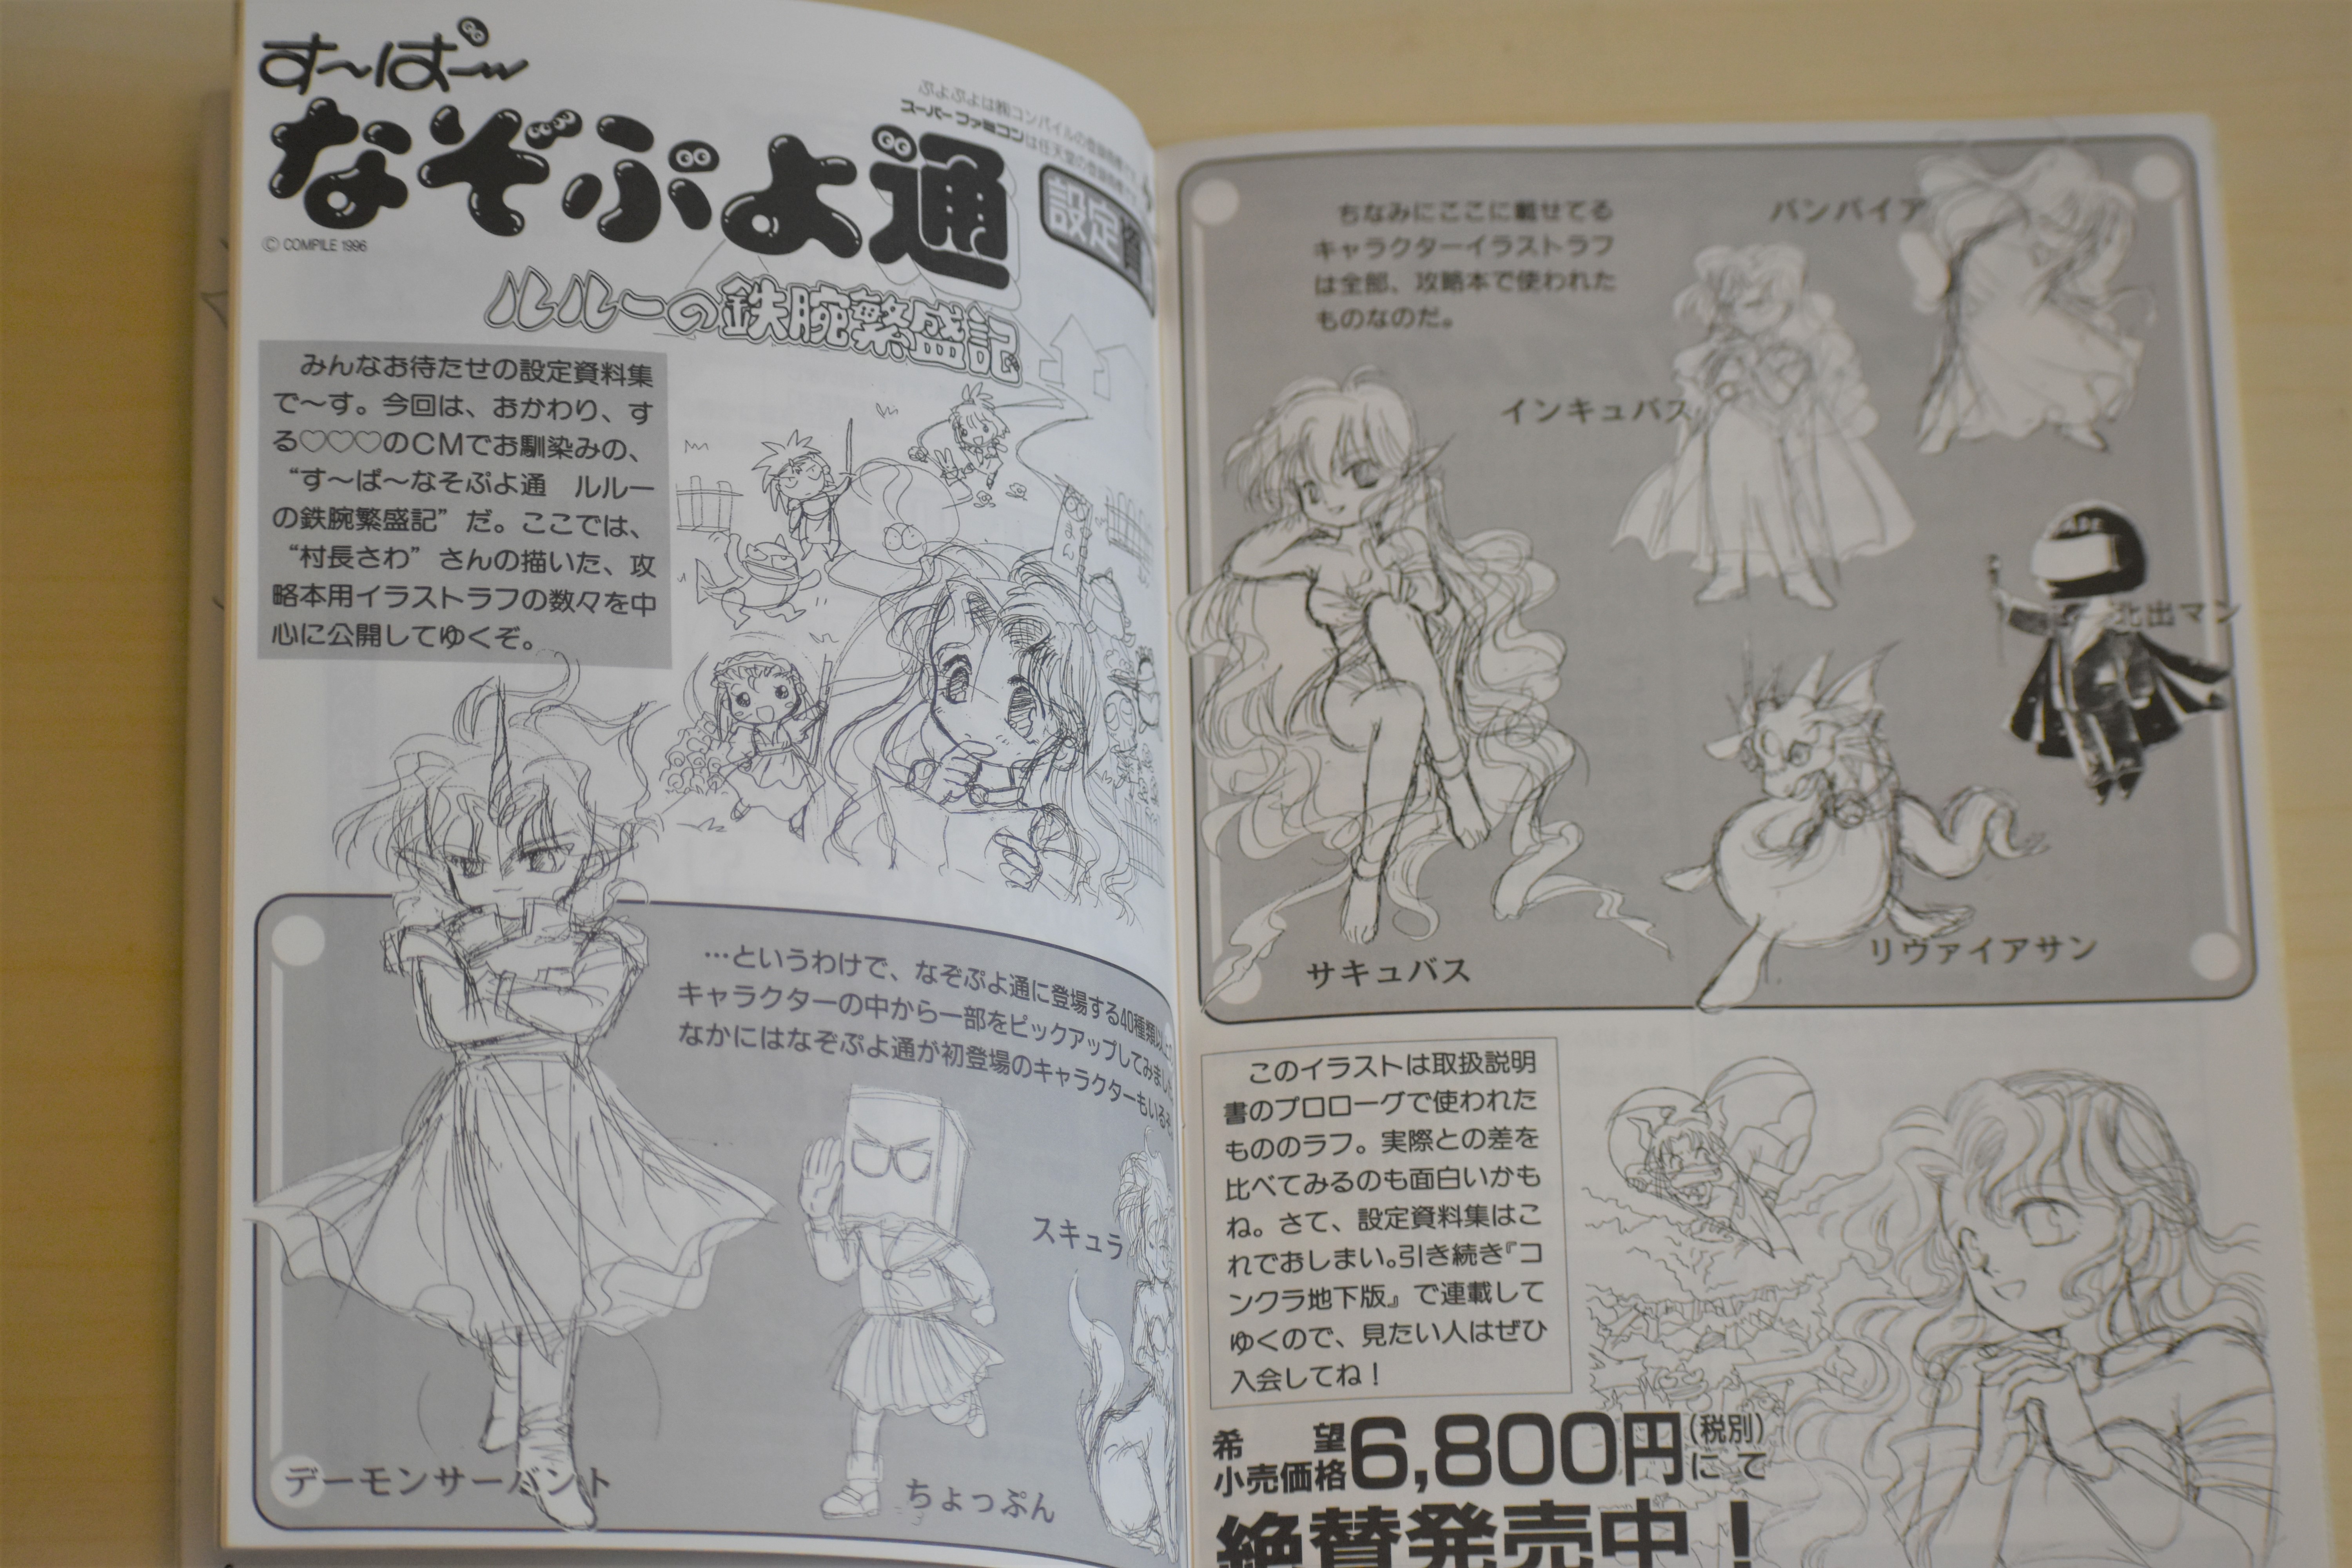 す〜ぱ〜
なぞぷよ通
© COMPILE 1996
ぷよぷよは㈱コンパイルの登録商標
スーパーファミコンは任天堂の登録商標
設定資
ルルーの鉄腕繁盛記
みんなお待たせの設定資料集
で〜す。今回は、おかわり、す
る♡♡♡のCMでお馴染みの、
“す〜ぱ〜なそぷよ通　ルルー
の鉄腕繁盛記”だ。ここでは、
“村長さわ”さんの描いた、攻
略本用イラストラフの数々を中
心に公開してゆくぞ。
…というわけで、なぞぷよ通に登場する40種類以
キャラクターの中から一部をピックアップしてみまし
なかにはなぞぷよ通が初登場のキャラクターもいるぞ
スキュラ
デーモンサーバント
ちょっぷん
ちなみにここに載せてる
キャラクターイラストラフ
は全部、攻略本で使われた
ものなのだ。
バンパイア
インキュバス
北出マン
サキュバス
リヴァイアサン
このイラストは取扱説明
書のプロローグで使われた
もののラフ。実際との差を
比べてみるのも面白いかも
ね。さて、設定資料集はこ
れでおしまい。引き続き『コ
ンクラ地下版』で連載して
ゆくので、見たい人はぜひ
入会してね！
希望
小売価格6,800円(税別)にて
絶賛発売中！